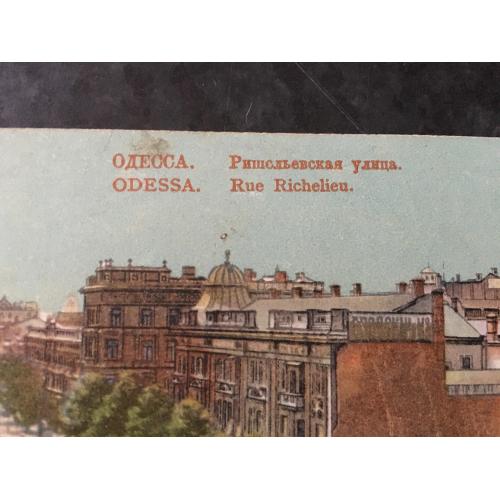 ОДЕССА. Ришельевская улица.
ODESSA. Rue Richelieu.